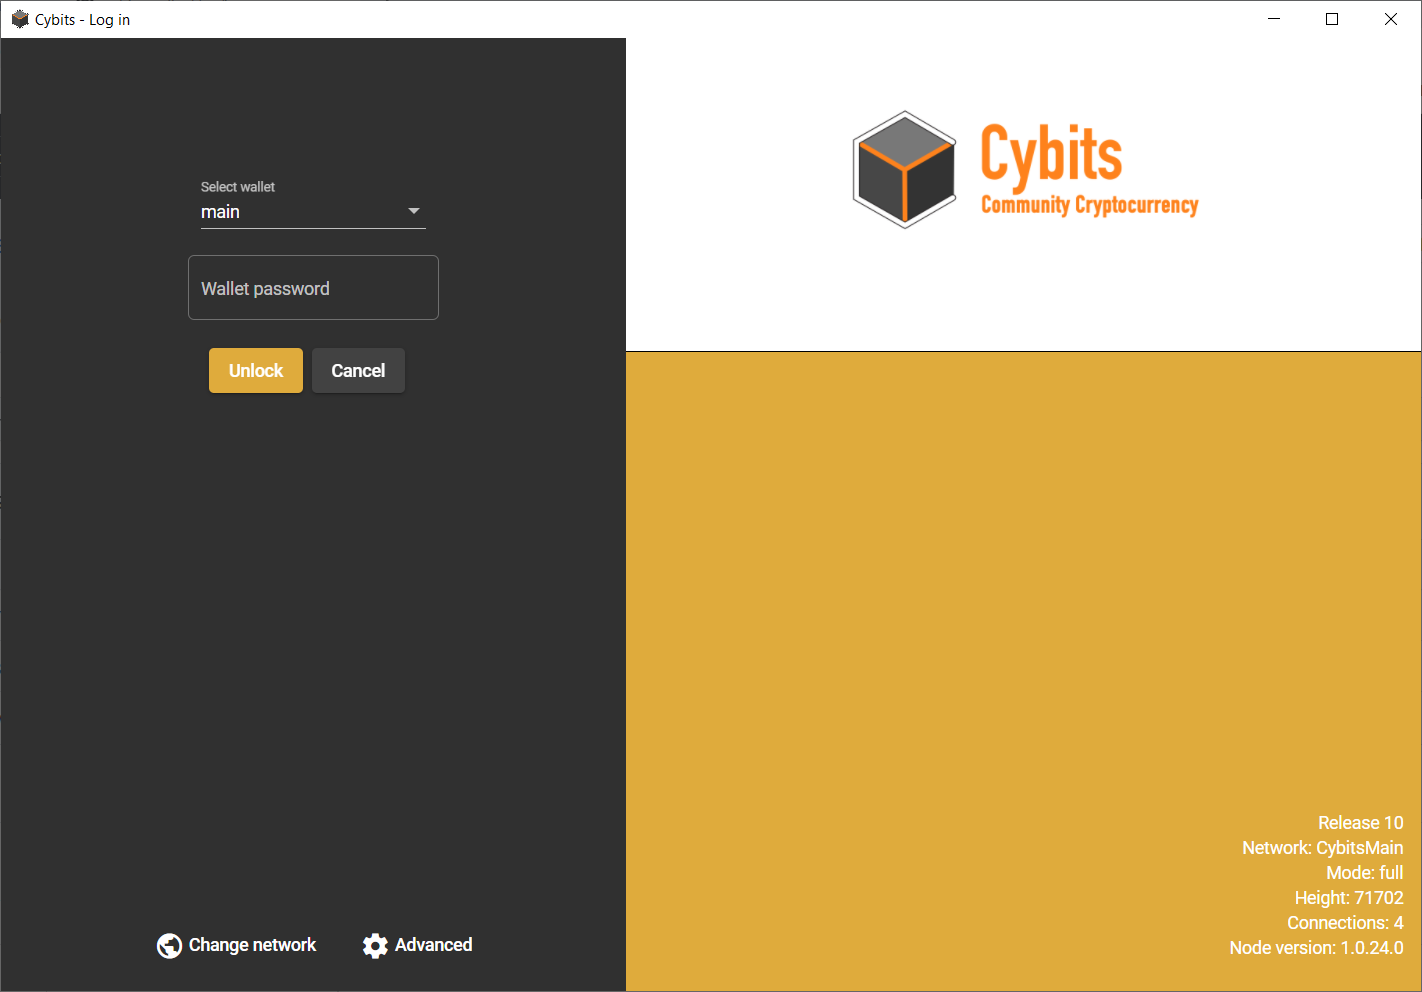 Cybits - Log in
Select wallet
main
Wallet password
Unlock
Cancel
Change network
Advanced
Cybits
Community Cryptocurrency
Release 10
Network: CybitsMain
Mode: full
Height: 71702
Connections: 4
Node version: 1.0.24.0